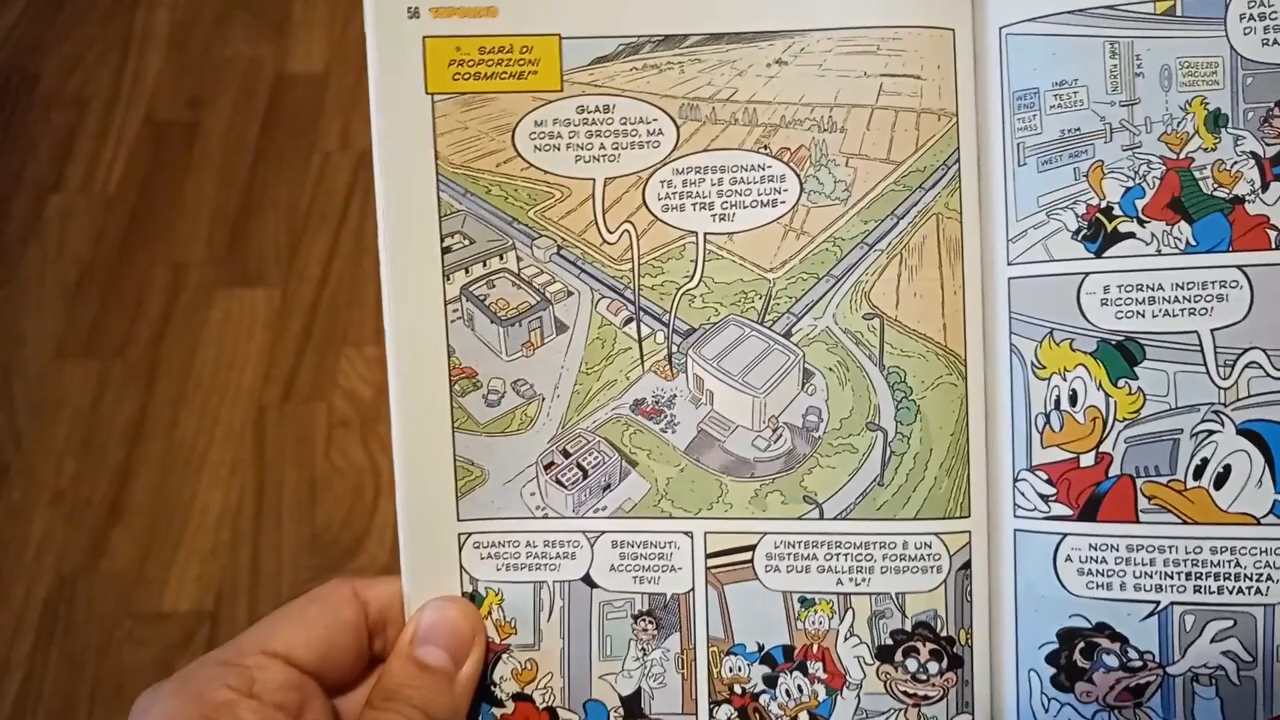 56 TOPOLINO
"... SARÀ DI
PROPORZIONI
COSMICHE!"
GLAB!
MI FIGURAVO QUAL-
COSA DI GROSSO, MA
NON FINO A QUESTO
PUNTO!
IMPRESSIONAN-
TE, EH? LE GALLERIE
LATERALI SONO LUN-
GHE TRE CHILOME-
TRI!
QUANTO AL RESTO,
LASCIO PARLARE
L'ESPERTO!
BENVENUTI,
SIGNORI!
ACCOMODA-
TEVI!
L'INTERFEROMETRO È UN
SISTEMA OTTICO, FORMATO
DA DUE GALLERIE DISPOSTE
A "L"!
DAL
FASC
DI ES
RA
NORTH ARM
3 KM
SQUEEZED
VACUUM
INSECTION
INPUT
TEST
MASSES
WEST
END
TEST
MASS
3 KM
WEST ARM
... E TORNA INDIETRO,
RICOMBINANDOSI
CON L'ALTRO!
... NON SPOSTI LO SPECCHIO
A UNA DELLE ESTREMITÀ, CAU
SANDO UN'INTERFERENZA
CHE È SUBITO RILEVATA!